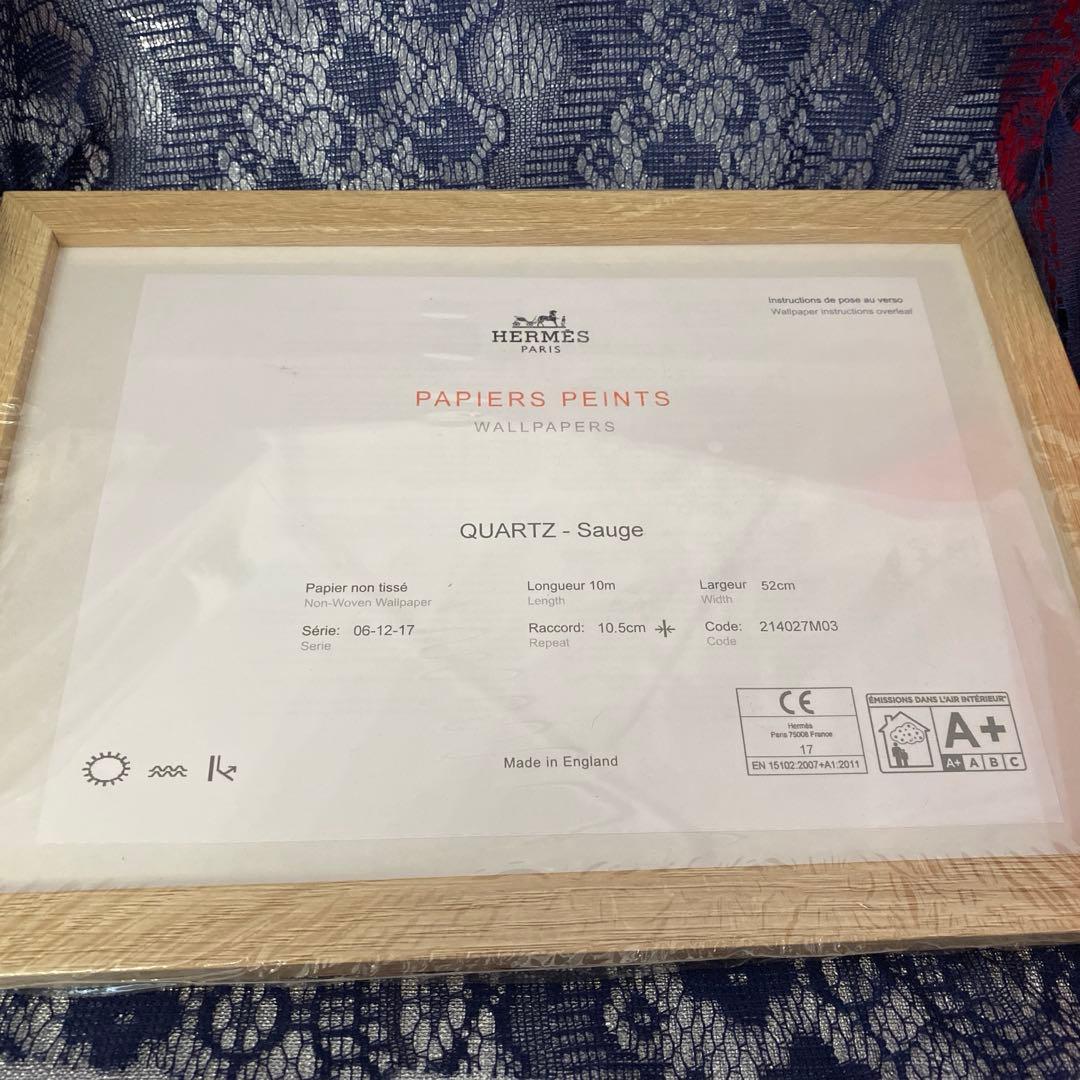 Instructions de pose au verso
Wallpaper instructions overleaf
HERMÈS
PARIS
PAPIERS PEINTS
WALLPAPERS
QUARTZ - Sauge
Papier non tissé
Non-Woven Wallpaper
Longueur 10m
Length
Largeur 52cm
Width
Série: 06-12-17
Serie
Raccord: 10.5cm
Repeat
Code: 214027M03
Code
CE
Hermès
Paris 75008 France
17
EN 15102:2007+A1:2011
ÉMISSIONS DANS L'AIR INTÉRIEUR*
A+
A+ A B C
Made in England